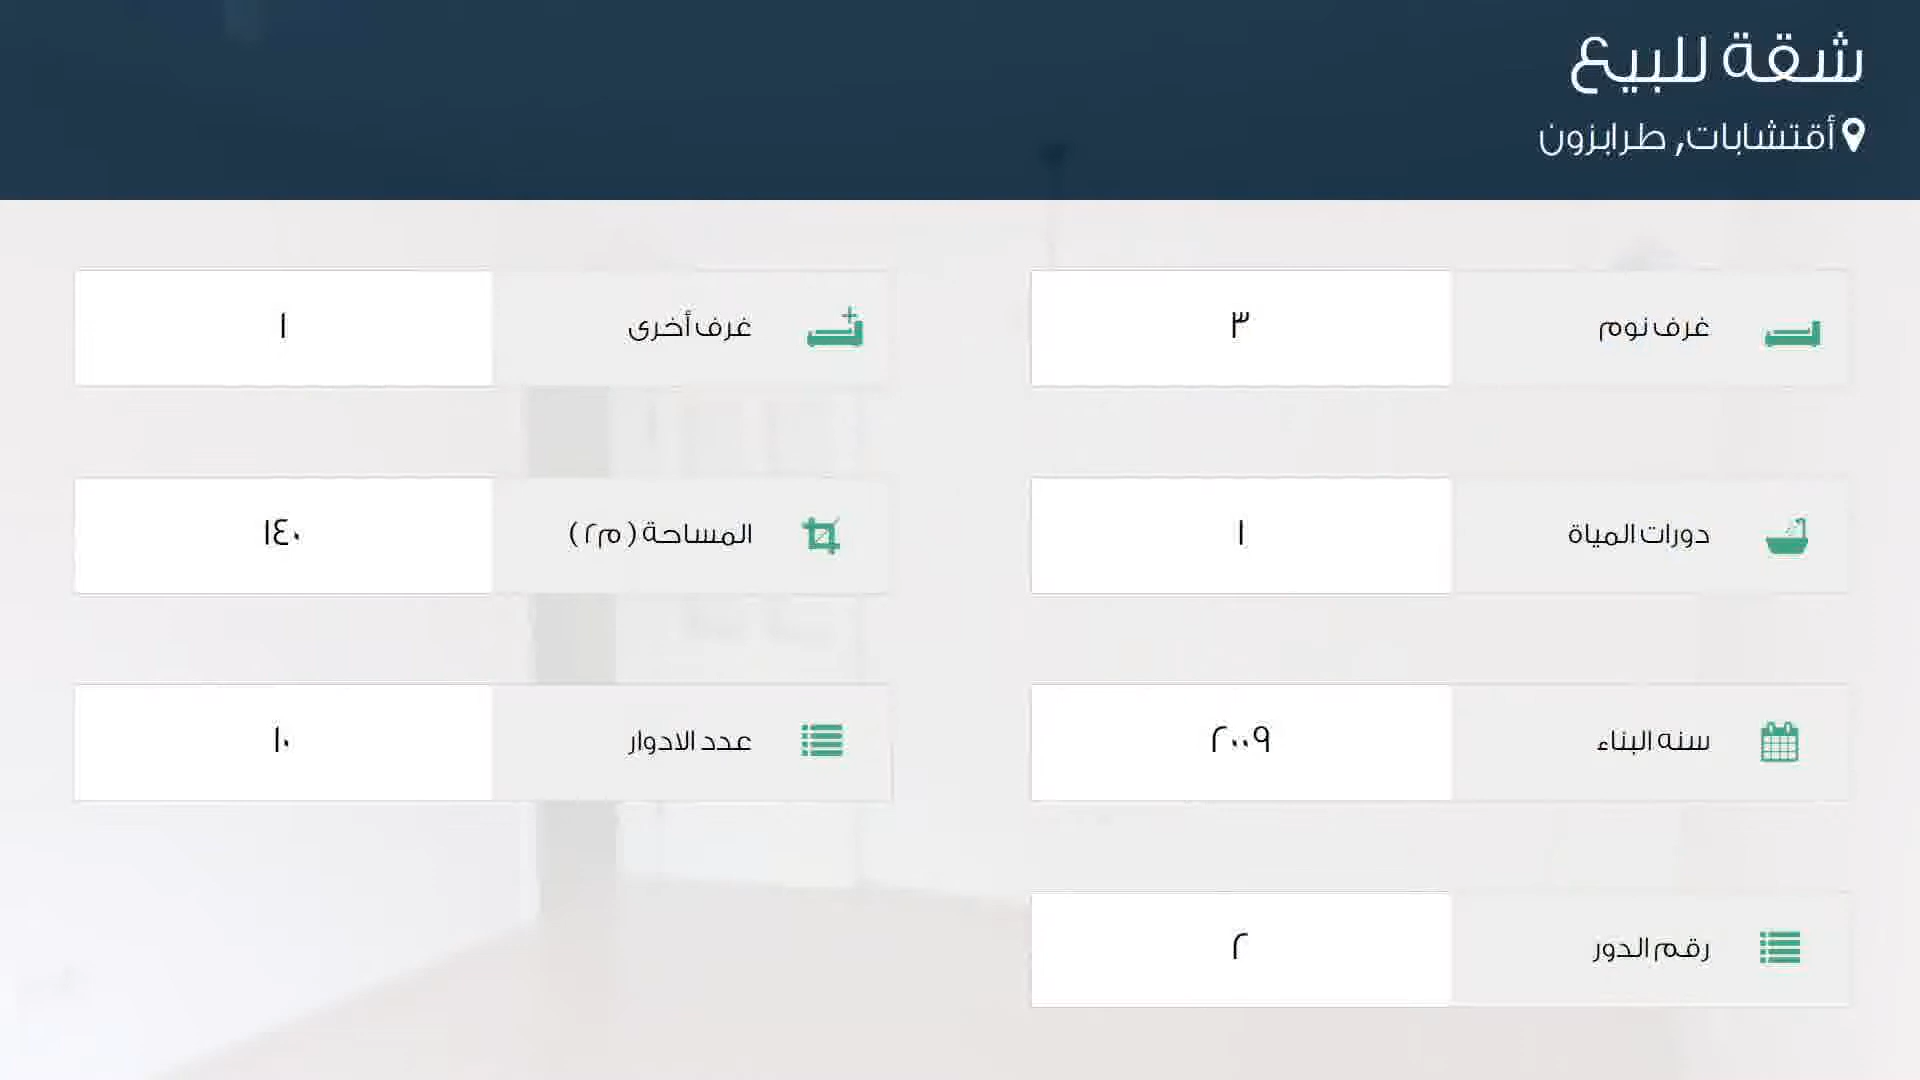 شقة للبيع
أقتشابات, طرابزون
غرف نوم
٣
غرف أخرى
١
دورات المياة
١
المساحة (م٢)
١٤٠
سنه البناء
٢٠٠٩
عدد الادوار
١٠
رقم الدور
٢